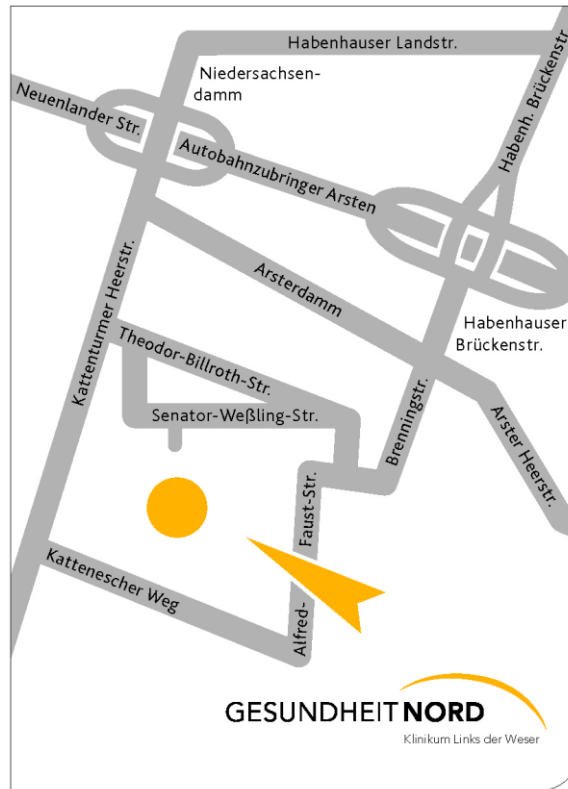 Habenhauser Landstr.
Niedersachsen-
damm
Habenh. Brückenstr.
Neuenlander Str.
Autobahnzubringer Arsten
Kattenturmer Heerstr.
Arsterdamm
Habenhauser
Brückenstr.
Theodor-Billroth-Str.
Senator-Weßling-Str.
Brenningstr.
Arster Heerstr.
Kattenescher Weg
Alfred-Faust-Str.
GESUNDHEIT NORD
Klinikum Links der Weser